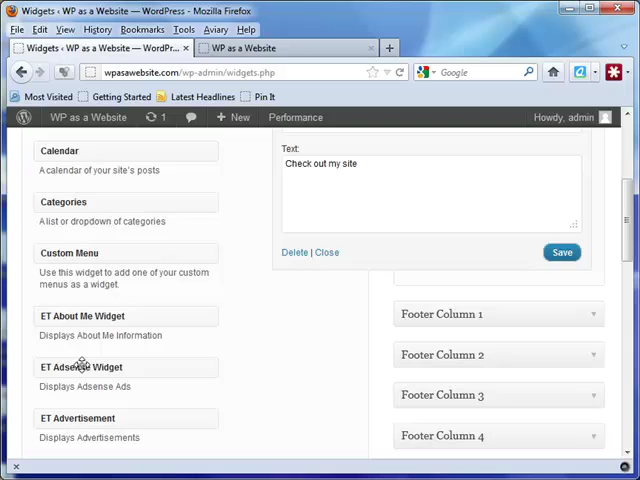 Widgets ‹ WP as a Website — WordPress - Mozilla Firefox
File Edit View History Bookmarks Tools Aviary Help
Widgets ‹ WP as a Website — WordPr... × WP as a Website × +
wpasawebsite.com/wp-admin/widgets.php Google
Most Visited Getting Started Latest Headlines Pin It
WP as a Website 1 + New Performance Howdy, admin
Calendar
A calendar of your site's posts
Categories
A list or dropdown of categories
Custom Menu
Use this widget to add one of your custom
menus as a widget.
ET About Me Widget
Displays About Me Information
ET Adsense Widget
Displays Adsense Ads
ET Advertisement
Displays Advertisements
Text:
Check out my site
Delete | Close
Save
Footer Column 1
Footer Column 2
Footer Column 3
Footer Column 4